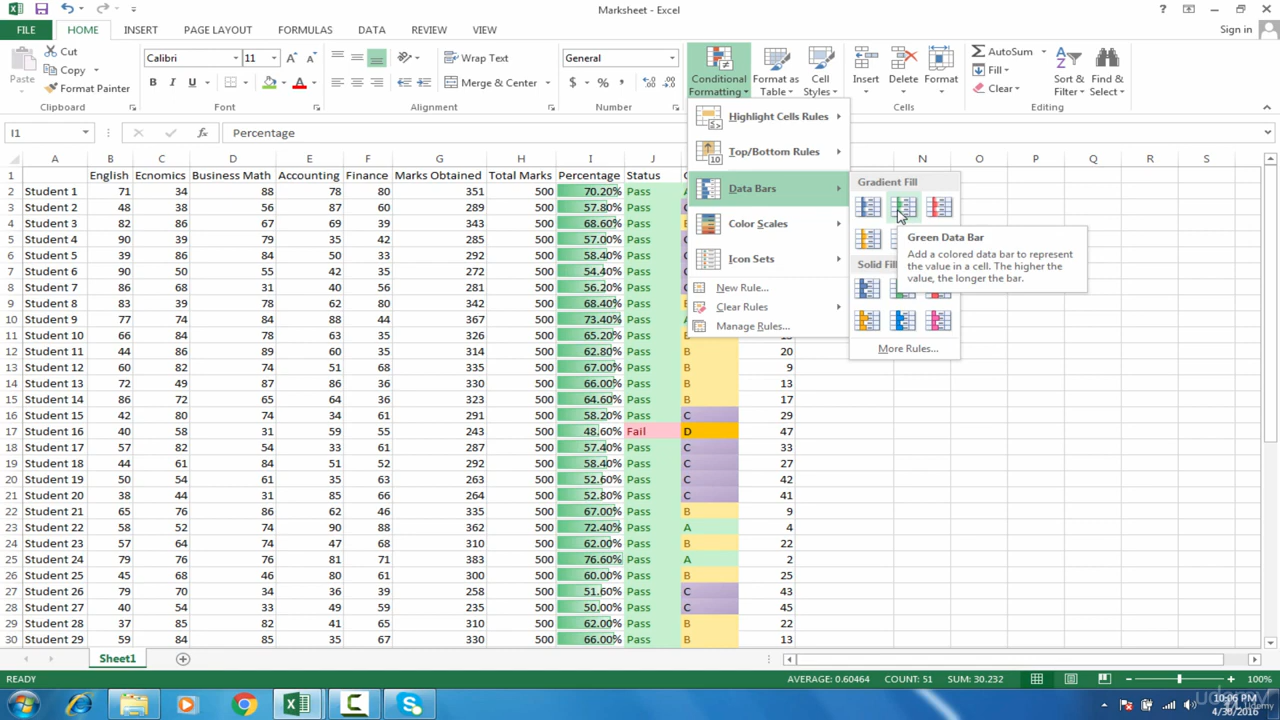 Marksheet - Excel
?
FILE HOME INSERT PAGE LAYOUT FORMULAS DATA REVIEW VIEW Sign in
Paste
Cut
Copy
Format Painter
Calibri 11
B I U
Wrap Text
Merge & Center
General
$ % ,
Conditional Formatting
Format as Table
Cell Styles
Insert Delete Format
AutoSum
Fill
Clear
Sort & Filter
Find & Select
Clipboard Font Alignment Number Cells Editing
I1 fx Percentage
Highlight Cells Rules
Top/Bottom Rules
Data Bars
Color Scales
Icon Sets
New Rule...
Clear Rules
Manage Rules...
Gradient Fill
Green Data Bar
Add a colored data bar to represent
the value in a cell. The higher the
value, the longer the bar.
Solid Fill
More Rules...
A B C D E F G H I J N O P Q R S
1 English Ecnomics Business Math Accounting Finance Marks Obtained Total Marks Percentage Status
2 Student 1 71 34 88 78 80 351 500 70.20% Pass
3 Student 2 48 38 56 87 60 289 500 57.80% Pass
4 Student 3 77 86 68 77 35 343 500 68.60% Pass
5 Student 4 90 39 79 35 42 285 500 57.00% Pass
6 Student 5 39 86 34 58 75 292 500 58.40% Pass
7 Student 6 90 50 55 42 35 272 500 54.40% Pass
8 Student 7 39 86 48 73 35 281 500 56.20% Pass
9 Student 8 83 39 78 62 80 342 500 68.40% Pass
10 Student 9 77 34 88 44 367 500 73.40% Pass
11 Student 10 66 84 78 63 35 326 500 65.20% Pass B
12 Student 11 44 86 89 60 35 314 500 62.80% Pass B 20
13 Student 12 60 82 74 51 68 335 500 67.00% Pass B 9
14 Student 13 72 49 87 86 36 330 500 66.00% Pass B 13
15 Student 14 86 72 65 64 36 323 500 64.60% Pass B 17
16 Student 15 42 80 74 34 61 291 500 58.20% Pass C 29
17 Student 16 40 58 31 59 55 243 500 48.60% Fail D 47
18 Student 17 57 82 54 33 61 287 500 57.40% Pass C 33
19 Student 18 44 61 84 51 52 292 500 58.40% Pass C 27
20 Student 19 50 54 61 35 63 263 500 52.60% Pass C 42
21 Student 20 38 44 31 85 66 264 500 52.80% Pass C 41
22 Student 21 65 76 86 62 46 335 500 67.00% Pass B 9
23 Student 22 58 52 74 90 88 362 500 72.40% Pass A 4
24 Student 23 57 64 74 47 68 310 500 62.00% Pass B 22
25 Student 24 79 76 76 81 71 383 500 76.60% Pass A 2
26 Student 25 45 68 46 80 61 300 500 60.00% Pass B 25
27 Student 26 79 70 34 36 39 258 500 51.60% Pass C 43
28 Student 27 40 54 33 49 59 235 500 50.00% Pass C 45
29 Student 28 37 85 82 41 65 310 500 62.00% Pass B 22
30 Student 29 59 84 85 35 67 330 500 66.00% Pass B 13
Sheet1
READY AVERAGE: 0.60464 COUNT: 51 SUM: 30.232 100%
10:06 PM
4/30/2016
udemy